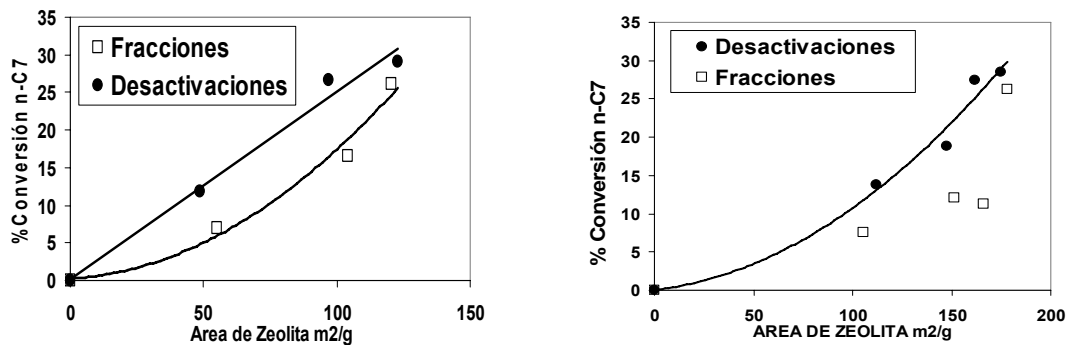 35
30
25
20
15
10
5
0
% Conversión n-C7
Fracciones
Desactivaciones
0 50 100 150
Area de Zeolita m2/g
35
30
25
20
15
10
5
0
% Conversión n-C7
Desactivaciones
Fracciones
0 50 100 150 200
AREA DE ZEOLITA m2/g